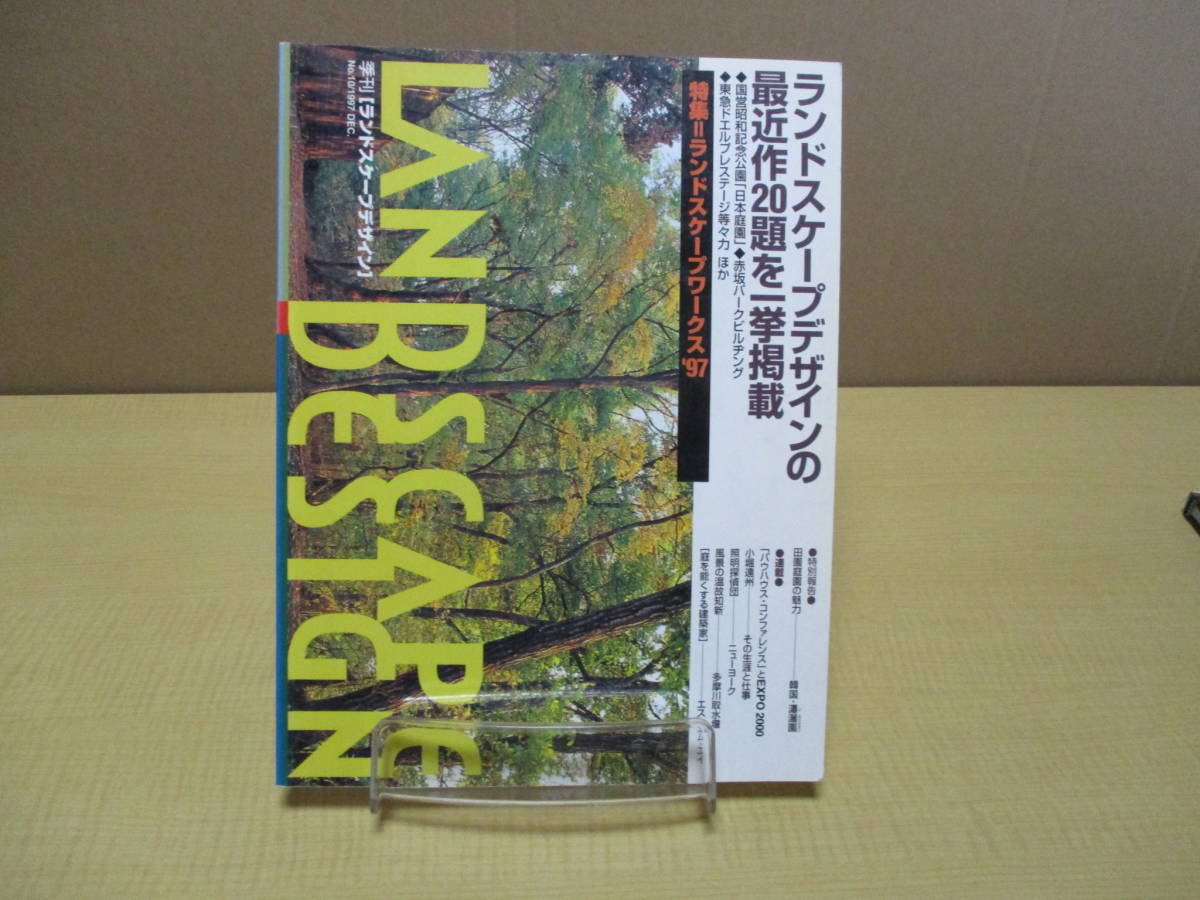 ランドスケープデザインの
最近作20題を一挙掲載
◆国営昭和記念公園「日本庭園」◆赤坂パークビルヂング
◆東急ドエルプレステージ等々力 ほか
特集=ランドスケープワークス'97
LANDSCAPE
DESIGN
季刊【ランドスケープデザイン】
No.10/1997 DEC.
●特別報告●
田園庭園の魅力 韓国・瀟灑園
●連載●
「バウハウス・コンファレンス」とEXPO 2000
小堀遠州 その生涯と仕事
照明探偵団 ニューヨーク
風景の温故知新 多摩川取水堰
[庭を能くする建築家]